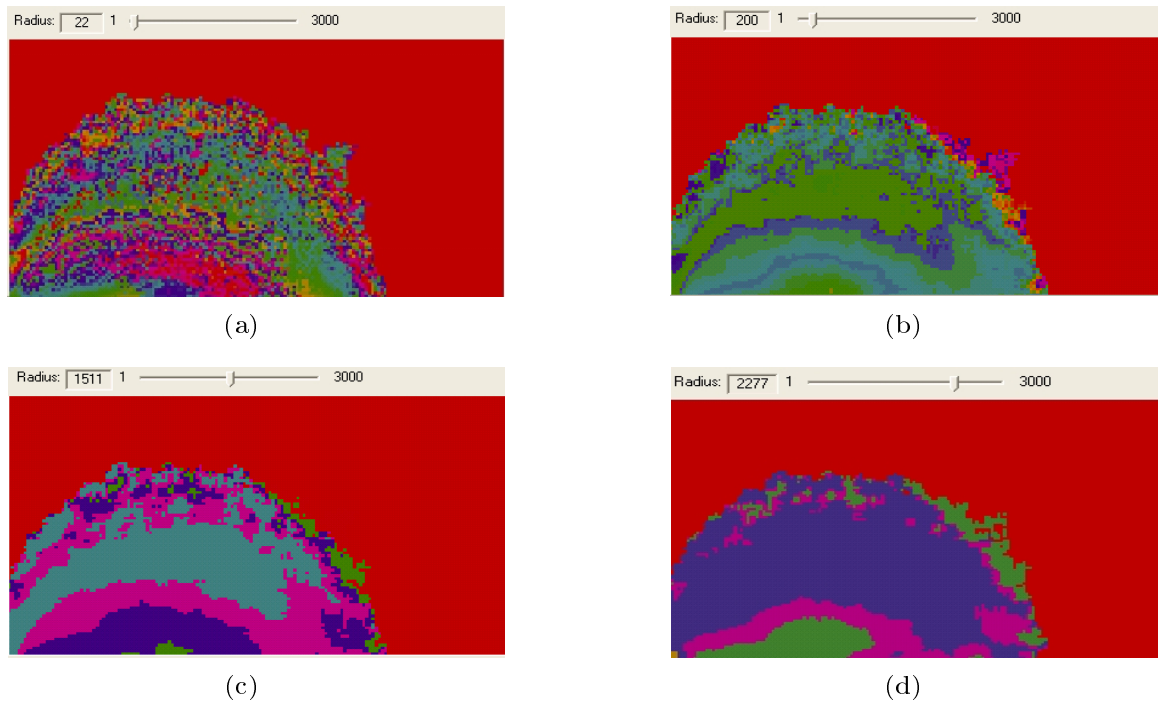 Radius: 22 1 3000
Radius: 200 1 3000
(a)
(b)
Radius: 1511 1 3000
Radius: 2277 1 3000
(c)
(d)